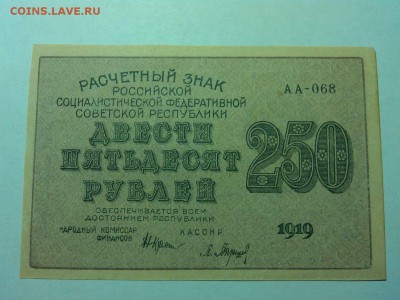 COINS.LAVE.RU
РАСЧЕТНЫЙ ЗНАК
РОССИЙСКОЙ
СОЦИАЛИСТИЧЕСКОЙ ФЕДЕРАТИВНОЙ
СОВЕТСКОЙ РЕСПУБЛИКИ
АА-068
ДВЕСТИ
ПЯТЬДЕСЯТ
РУБЛЕЙ
250
ОБЕСПЕЧИВАЕТСЯ ВСЕМ
ДОСТОЯНИЕМ РЕСПУБЛИКИ
1919
НАРОДНЫЙ КОМИССАР
ФИНАНСОВ
КАССИР